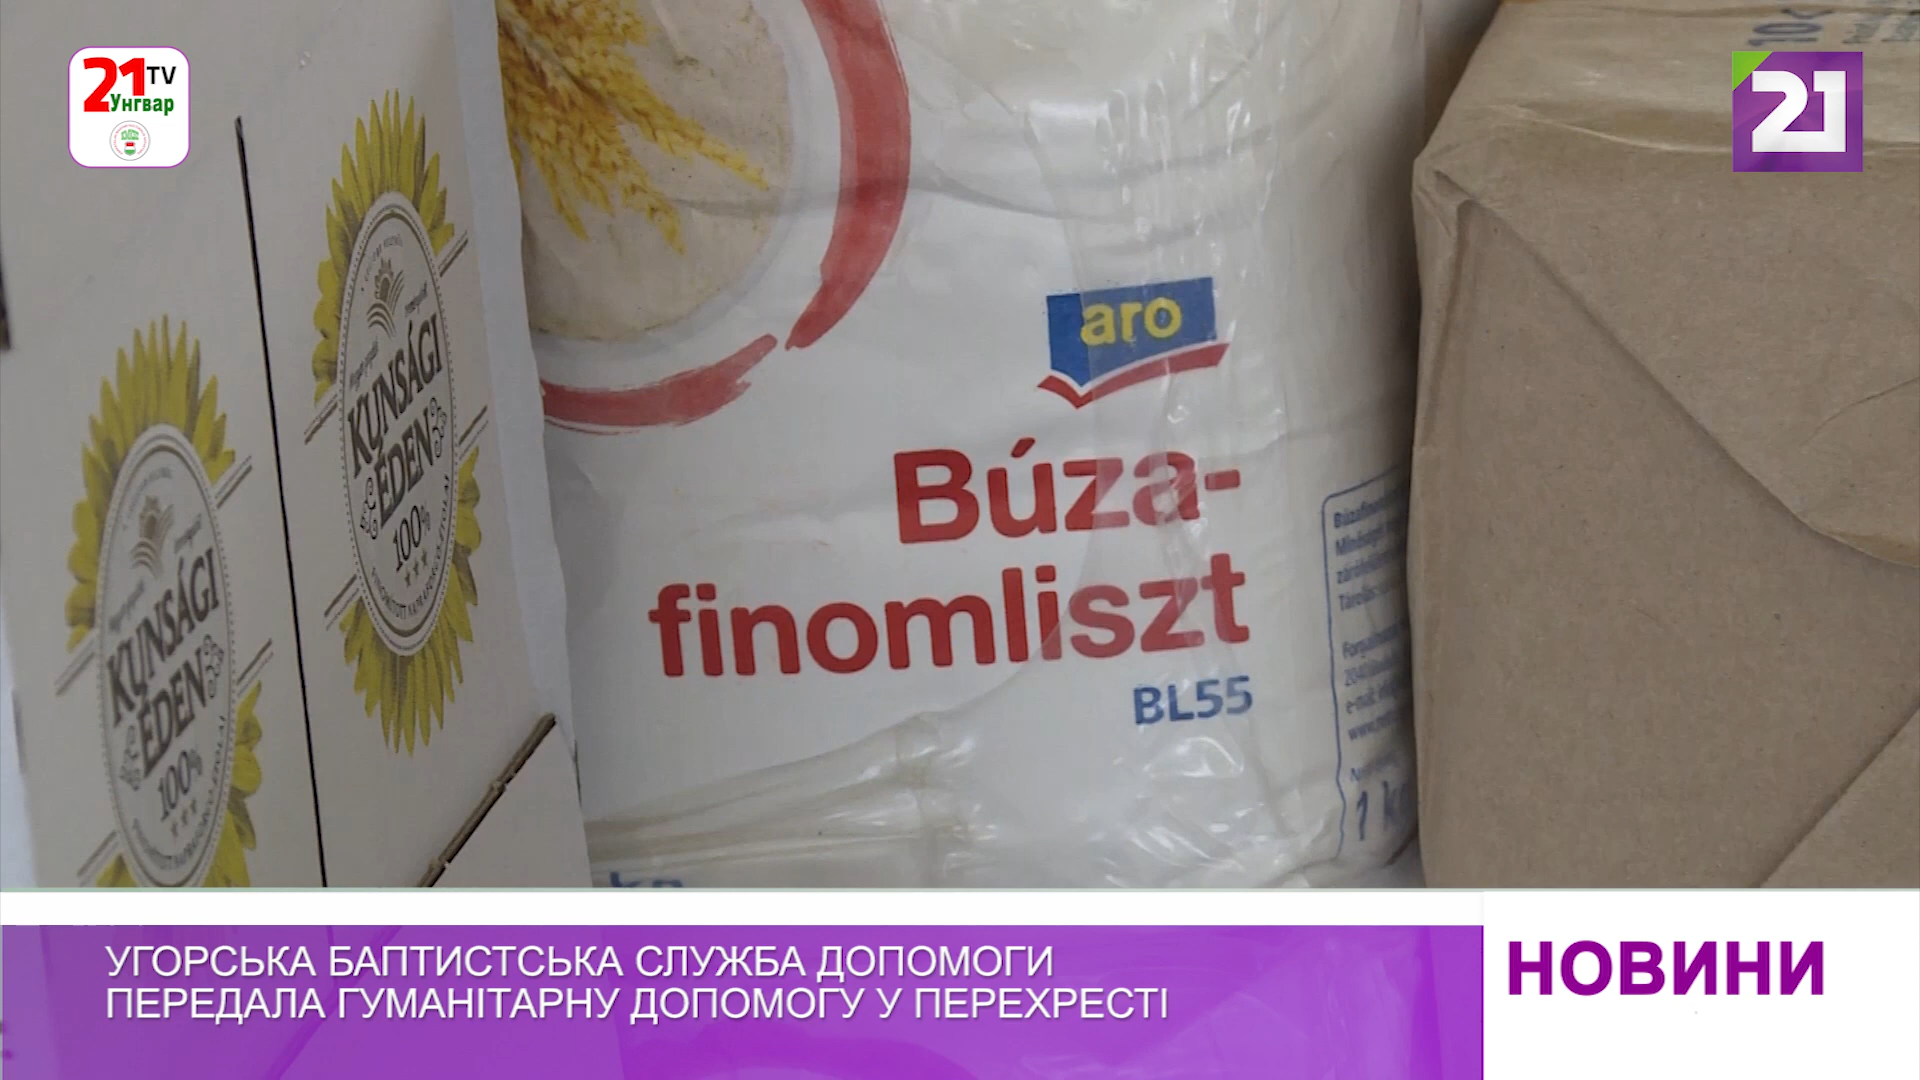 21 TV
Унгвар
21
KUNSÁGI
ÉDEN
100%
KUNSÁGI
ÉDEN
100%
aro
Búza-
finomliszt
BL55
1 k
УГОРСЬКА БАПТИСТСЬКА СЛУЖБА ДОПОМОГИ
ПЕРЕДАЛА ГУМАНІТАРНУ ДОПОМОГУ У ПЕРЕХРЕСТІ
НОВИНИ